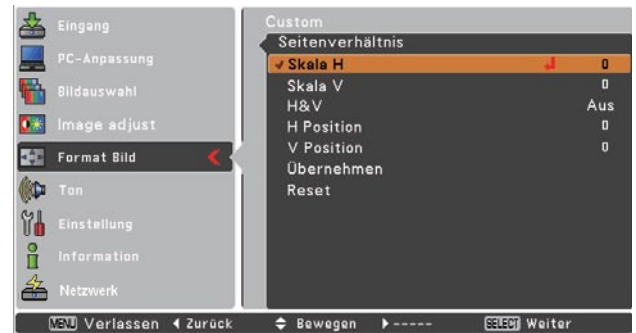 Eingang
PC-Anpassung
Bildauswahl
Image adjust
Format Bild
Ton
Einstellung
Information
Netzwerk
Custom
Seitenverhältnis
✓ Skala H 0
Skala V 0
H&V Aus
H Position 0
V Position 0
Übernehmen
Reset
MENU Verlassen Zurück Bewegen ----- SELECT Weiter